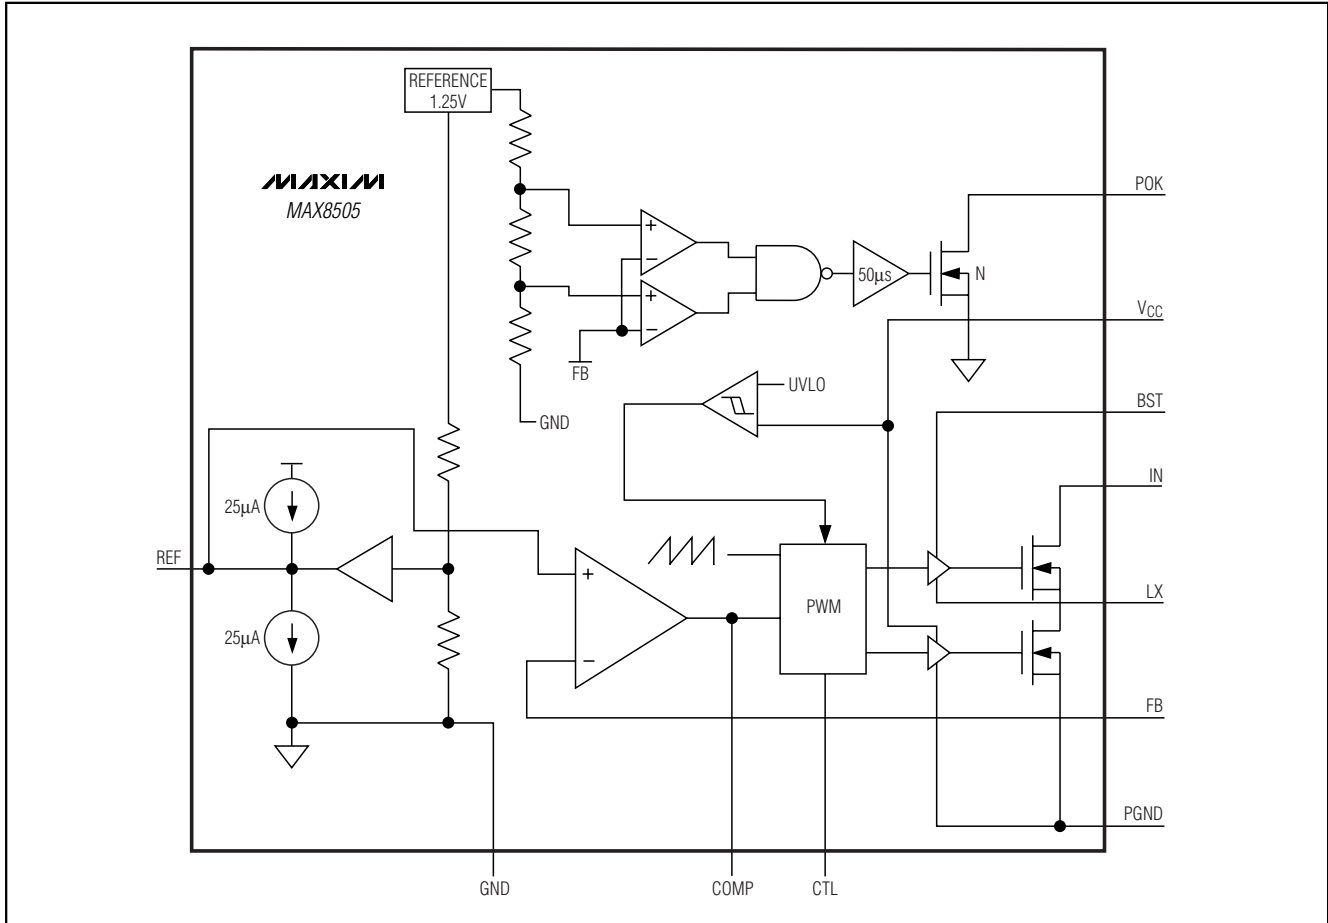 REFERENCE
1.25V
MAXIM
MAX8505
POK
+
−
50µs
N
+
−
VCC
FB
UVLO
GND
BST
IN
25µA
REF
+
LX
PWM
25µA
−
FB
PGND
GND
COMP
CTL